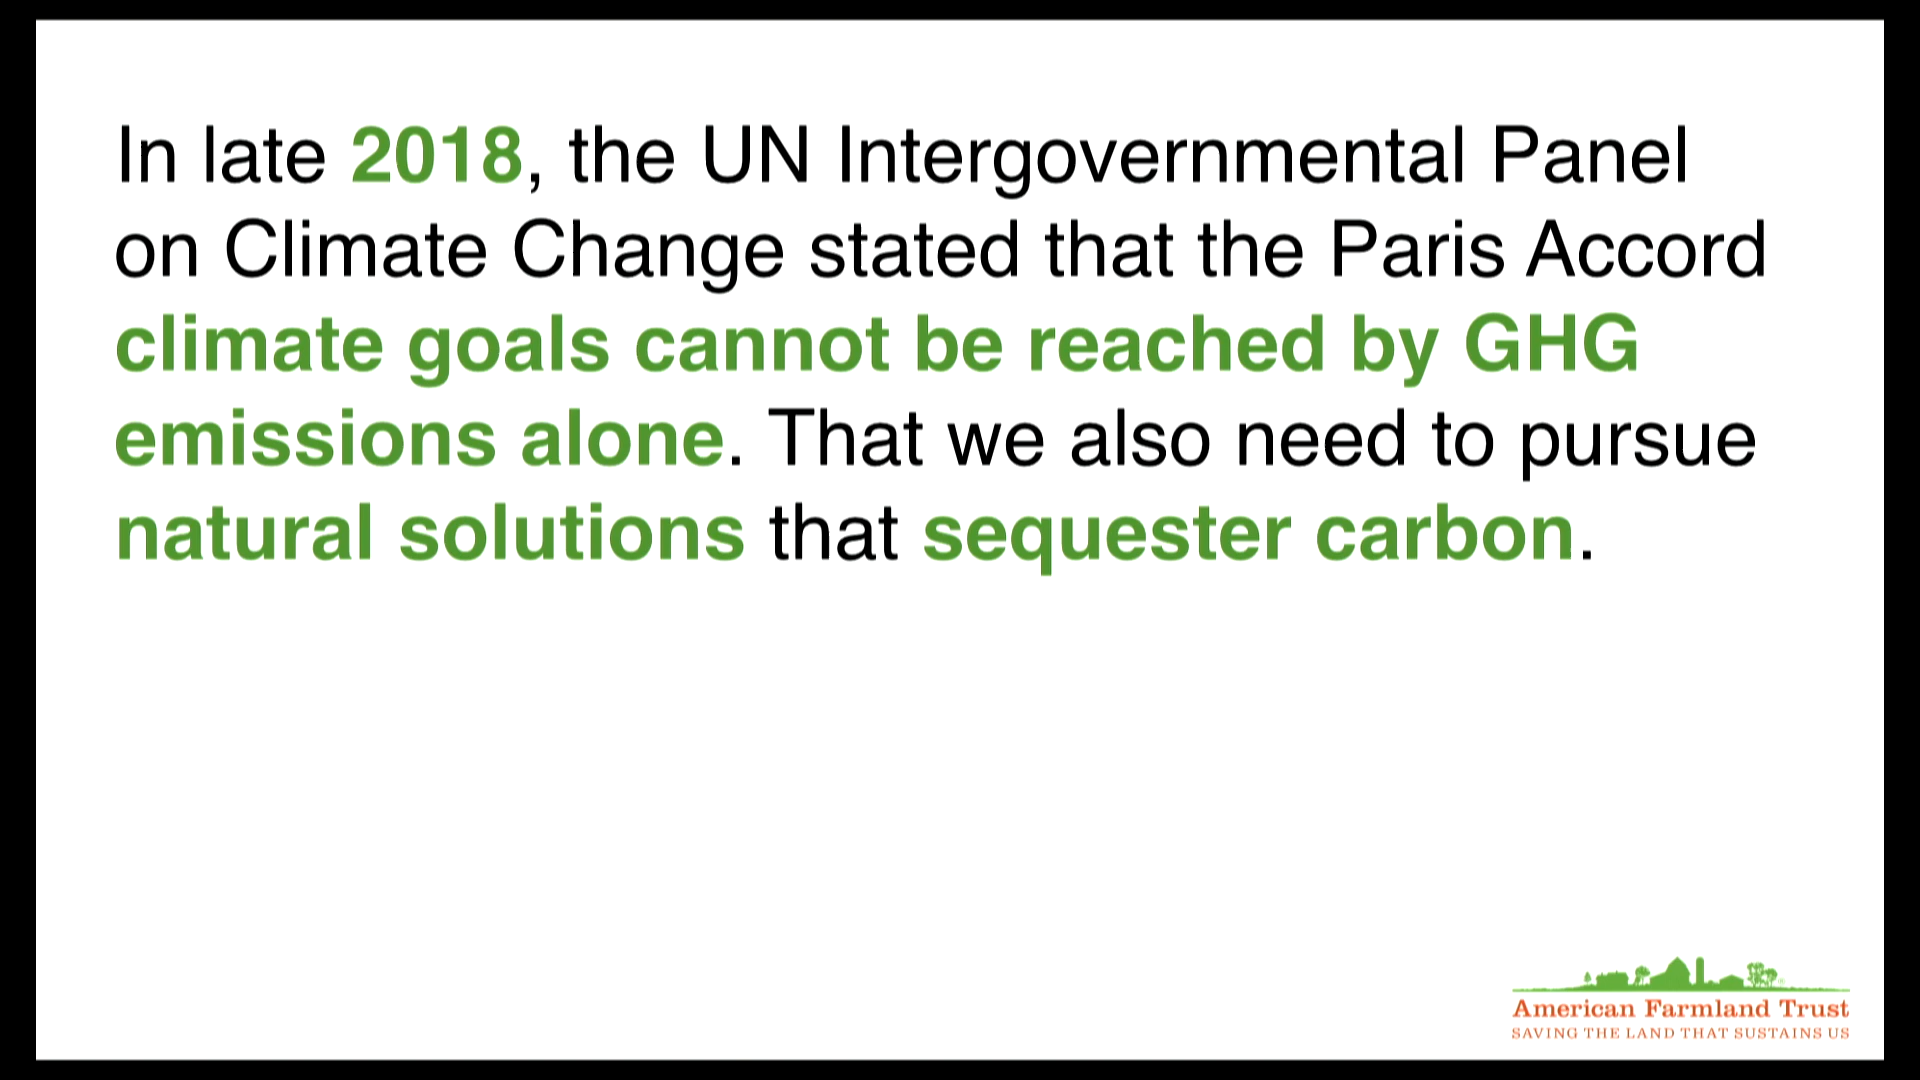 In late 2018, the UN Intergovernmental Panel
on Climate Change stated that the Paris Accord
climate goals cannot be reached by GHG
emissions alone. That we also need to pursue
natural solutions that sequester carbon.
American Farmland Trust
SAVING THE LAND THAT SUSTAINS US